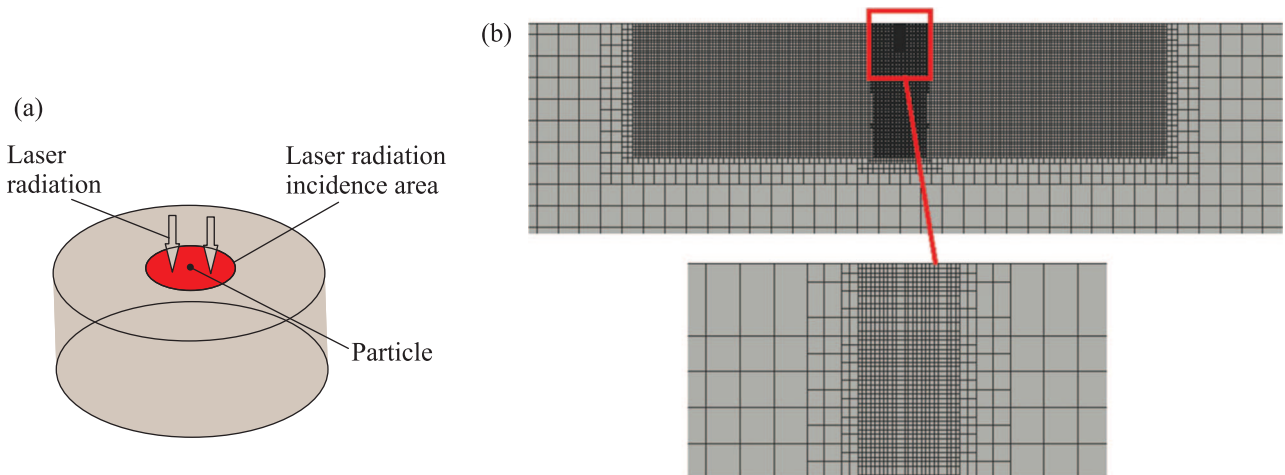 (a)
Laser
radiation
Laser radiation
incidence area
Particle
(b)